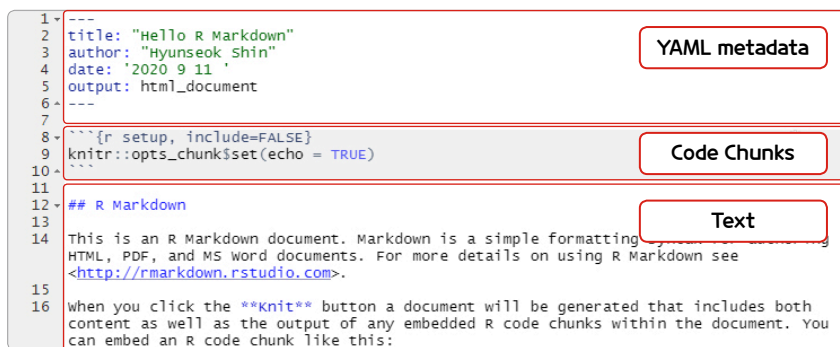 1 ---
2 title: "Hello R Markdown"
3 author: "Hyunseok Shin"
4 date: '2020 9 11 '
5 output: html_document
6 ---
YAML metadata
7
8 ```{r setup, include=FALSE}
9 knitr::opts_chunk$set(echo = TRUE)
10 ```
Code Chunks
11
12 ## R Markdown
13
Text
14 This is an R Markdown document. Markdown is a simple formatting
HTML, PDF, and MS Word documents. For more details on using R Markdown see
<http://rmarkdown.rstudio.com>.
15
16 When you click the **Knit** button a document will be generated that includes both
content as well as the output of any embedded R code chunks within the document. You
can embed an R code chunk like this: